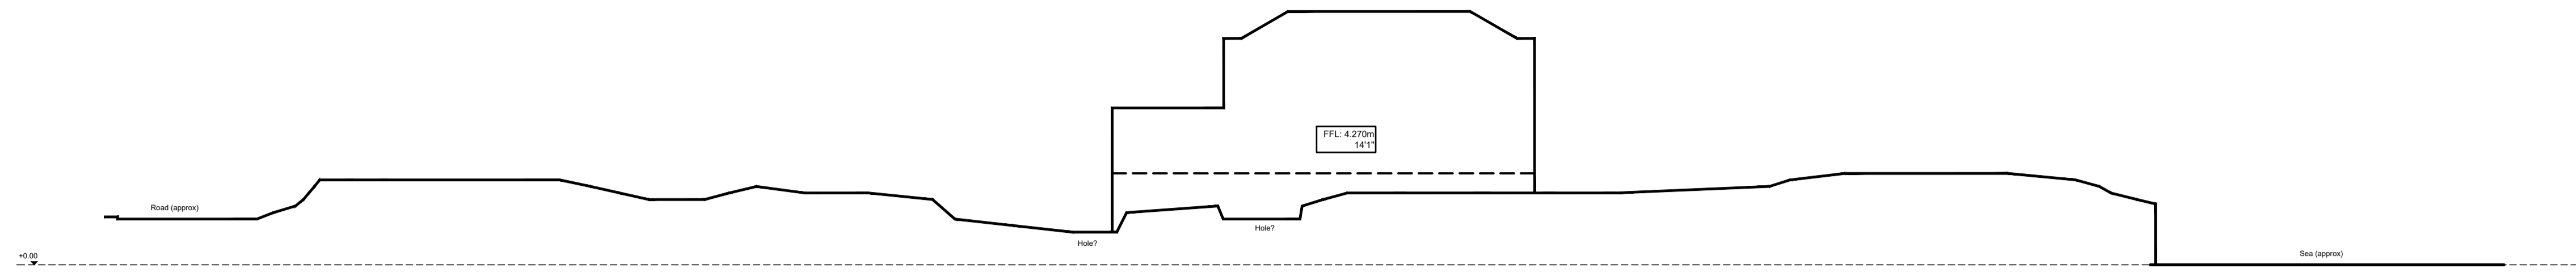 FFL: 4.270m
14'1"
Road (approx)
Hole?
Hole?
+0.00
Sea (approx)